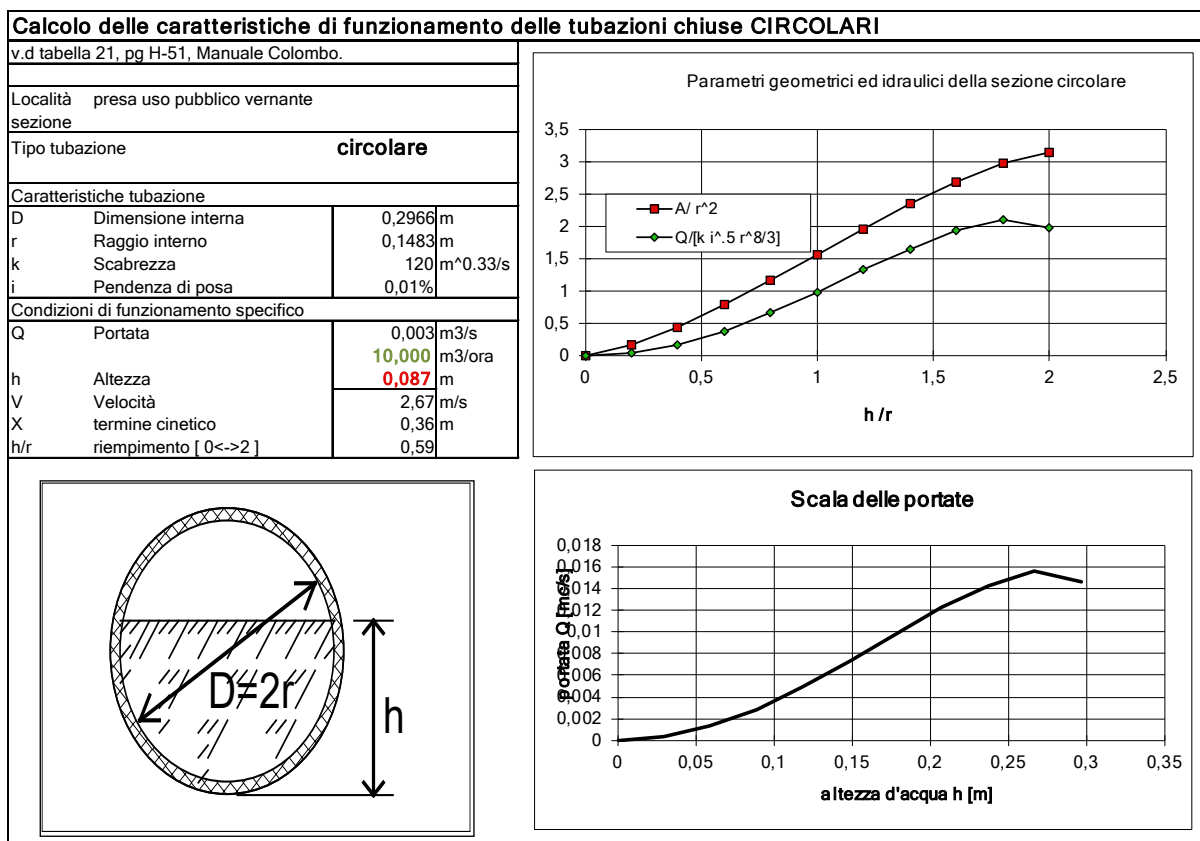 Calcolo delle caratteristiche di funzionamento delle tubazioni chiuse CIRCOLARI
v.d tabella 21, pg H-51, Manuale Colombo.
Località presa uso pubblico vernante
sezione
Tipo tubazione circolare
Caratteristiche tubazione
D Dimensione interna 0,2966 m
r Raggio interno 0,1483 m
k Scabrezza 120 m^0.33/s
i Pendenza di posa 0,01%
Condizioni di funzionamento specifico
Q Portata 0,003 m3/s
10,000 m3/ora
h Altezza 0,087 m
V Velocità 2,67 m/s
X termine cinetico 0,36 m
h/r riempimento [ 0<->2 ] 0,59
Parametri geometrici ed idraulici della sezione circolare
3,5
3
2,5
2
1,5
1
0,5
0
A/ r^2
Q/[k i^.5 r^8/3]
0 0,5 1 1,5 2 2,5
h /r
D=2r
h
Scala delle portate
portata Q [mc/s]
0,018
0,016
0,014
0,012
0,01
0,008
0,006
0,004
0,002
0
0 0,05 0,1 0,15 0,2 0,25 0,3 0,35
altezza d'acqua h [m]